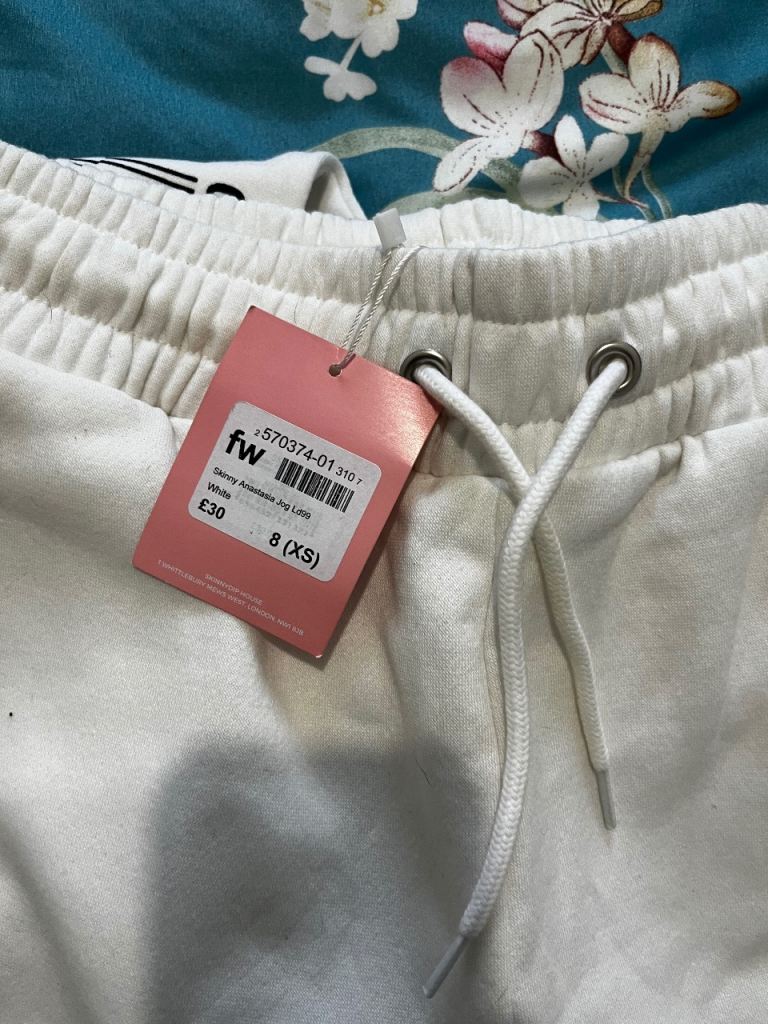 fw
2 570374-01 310 7
Skinny Anastasia Jog Ld99
White
£30
8 (XS)
SKINNYDIP HOUSE
1 WHITTLEBURY MEWS WEST, LONDON, NW1 8JB